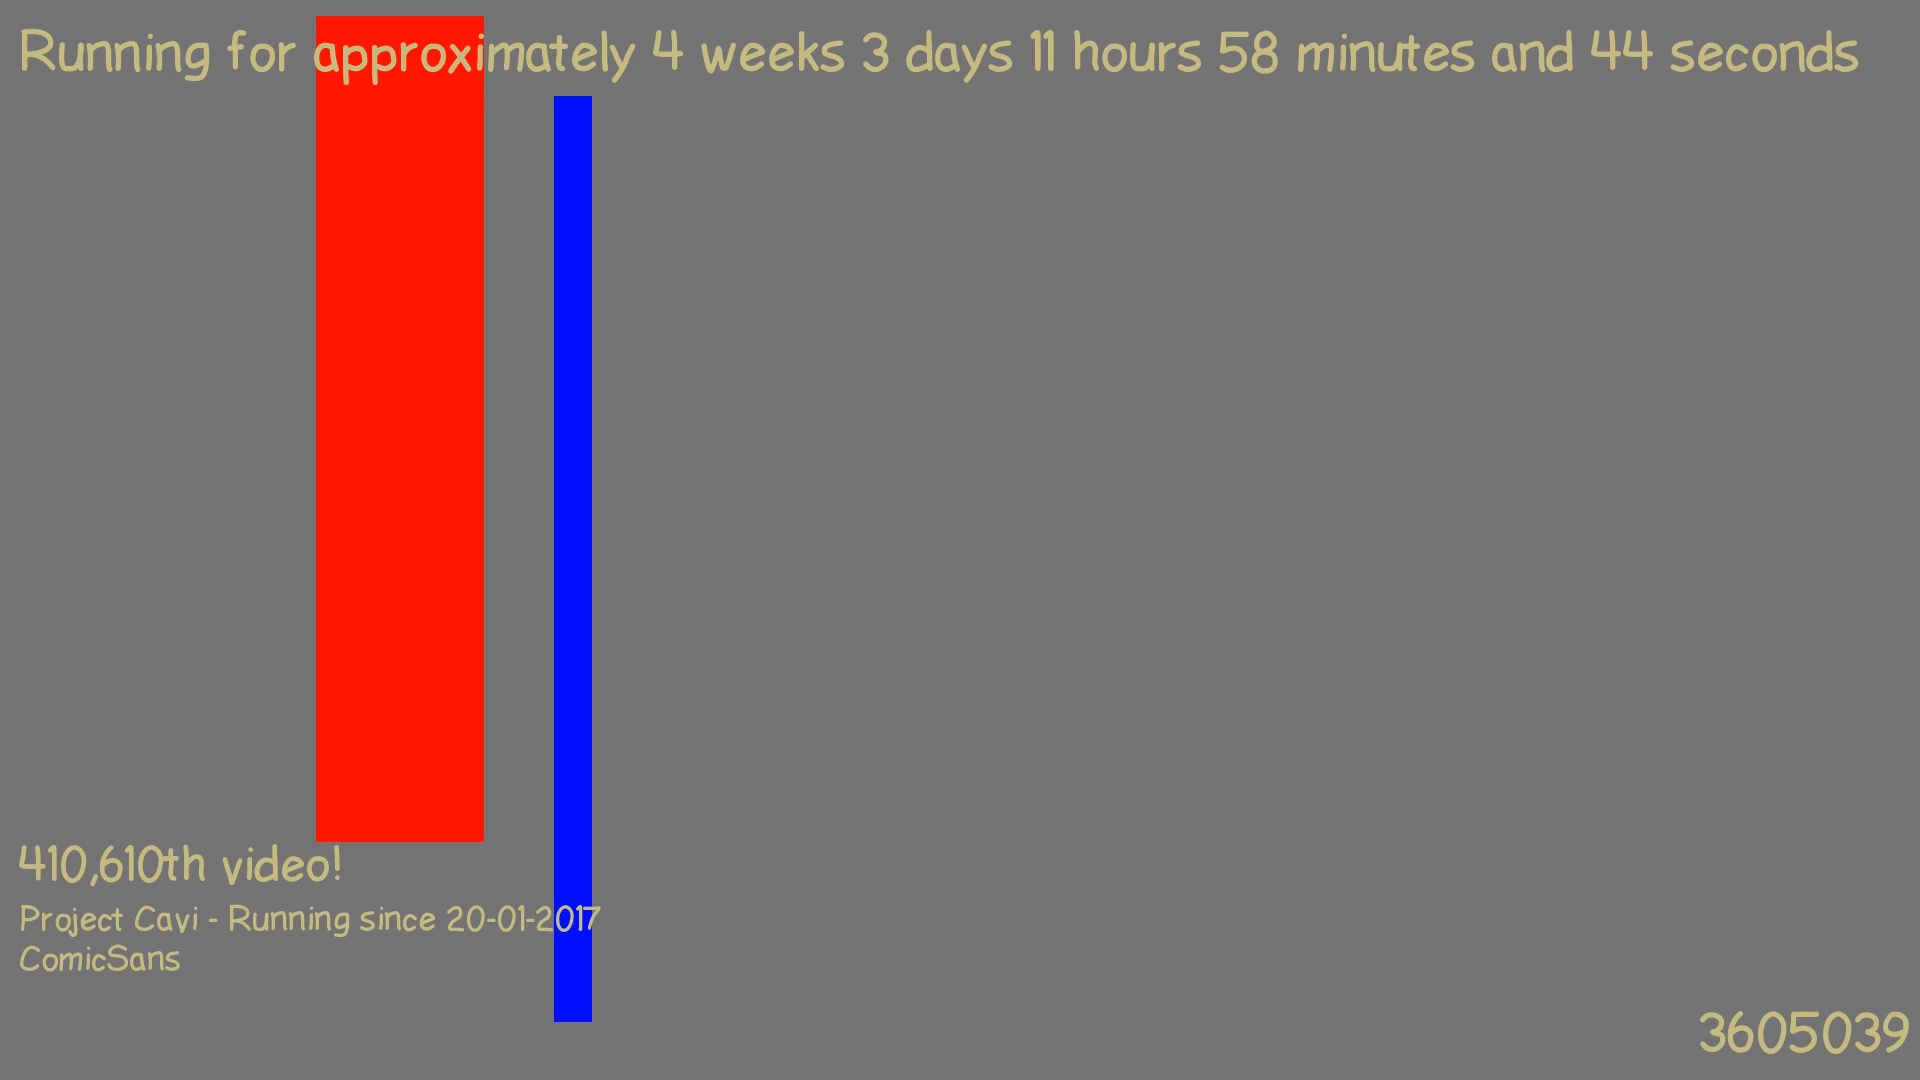 Running for approximately 4 weeks 3 days 11 hours 58 minutes and 44 seconds
410,610th video!
Project Cavi - Running since 20-01-2017
ComicSans
3605039